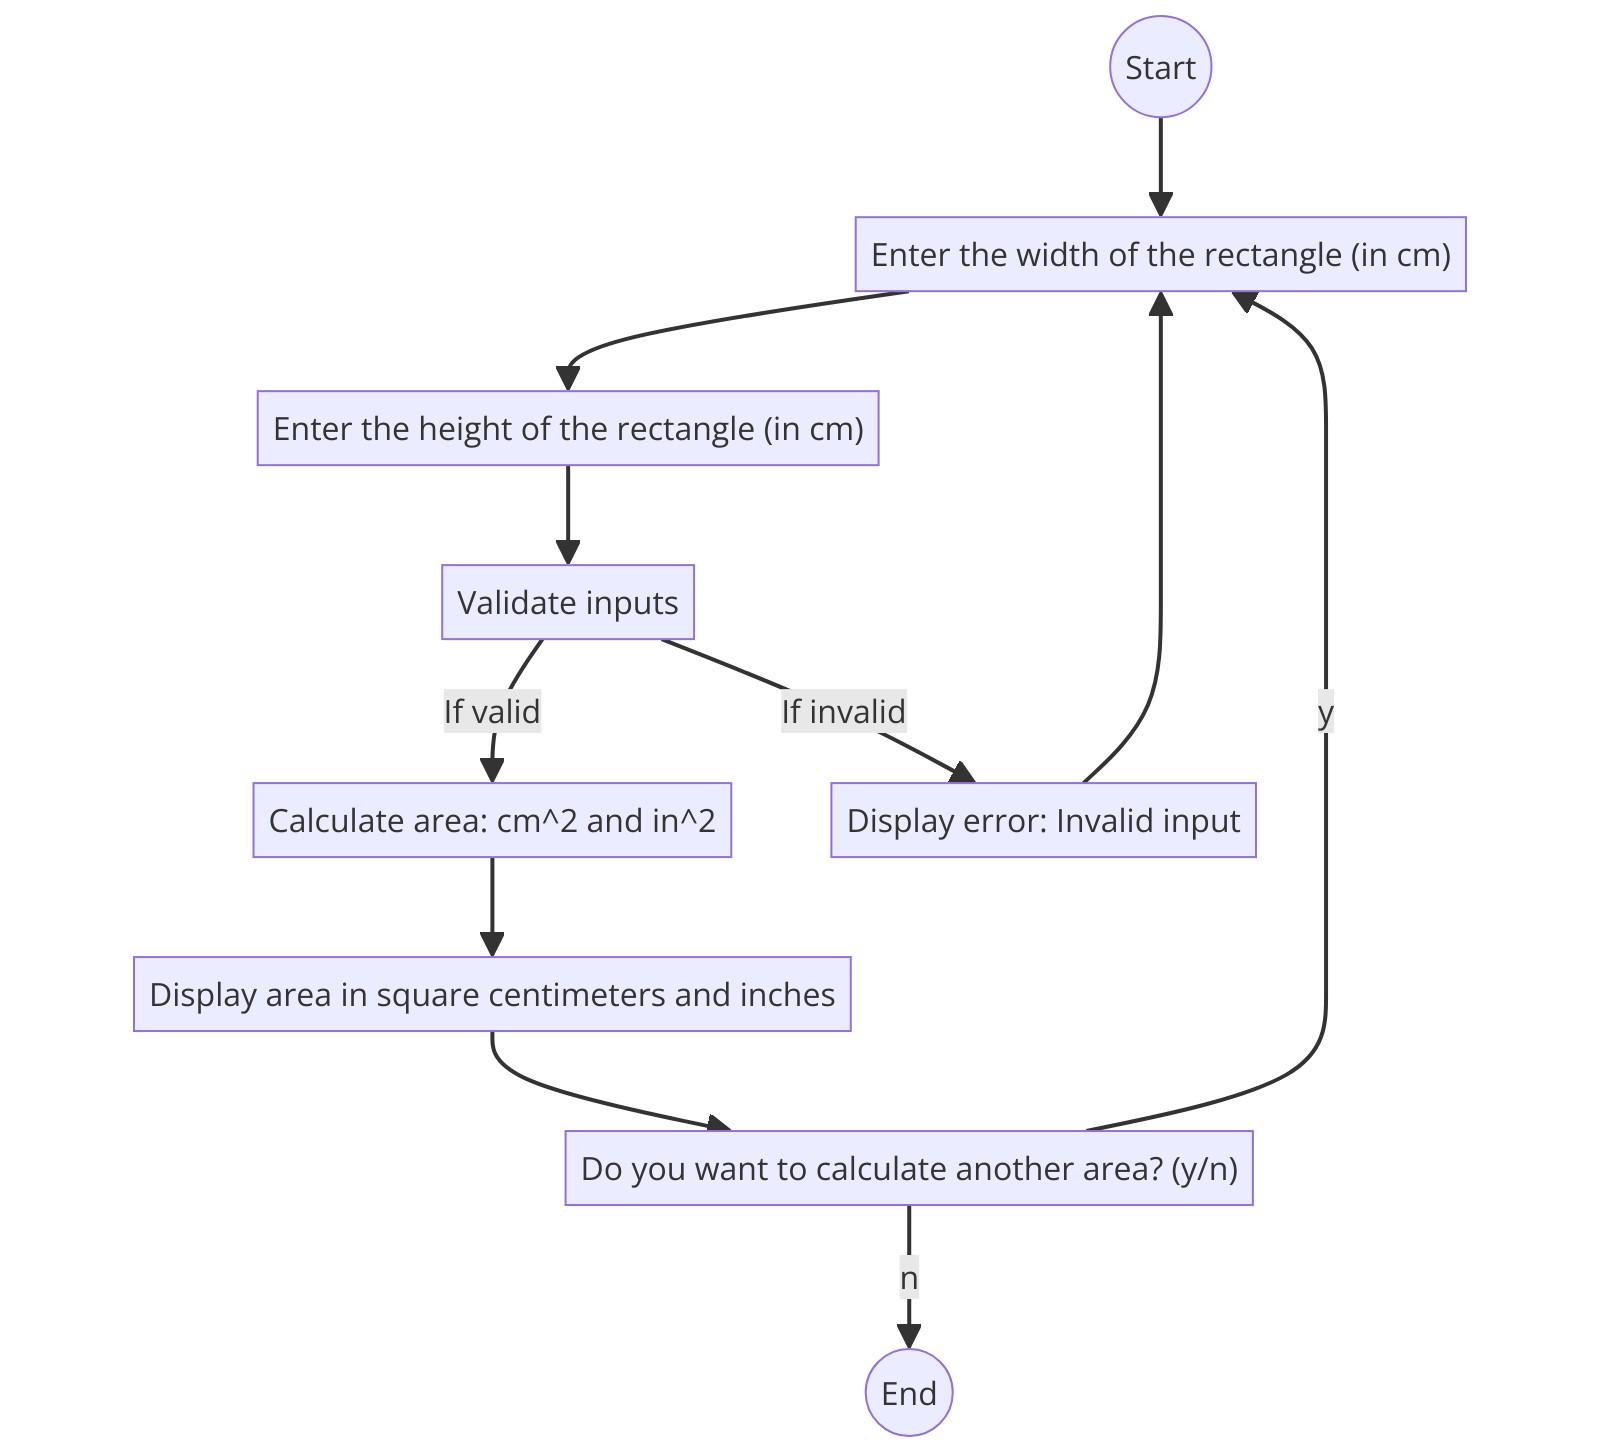 Start
Enter the width of the rectangle (in cm)
Enter the height of the rectangle (in cm)
Validate inputs
If valid
If invalid
y
Calculate area: cm^2 and in^2
Display error: Invalid input
Display area in square centimeters and inches
Do you want to calculate another area? (y/n)
n
End